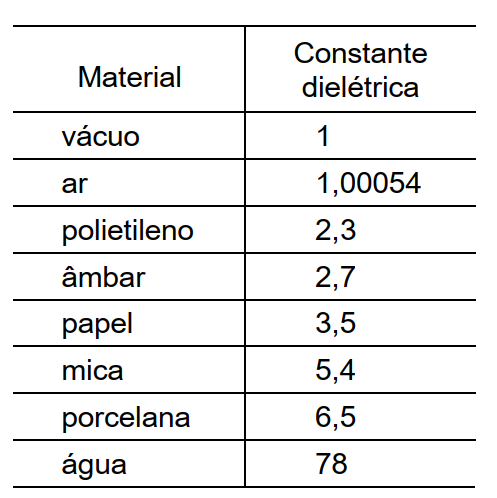 Material Constante dielétrica
vácuo 1
ar 1,00054
polietileno 2,3
âmbar 2,7
papel 3,5
mica 5,4
porcelana 6,5
água 78